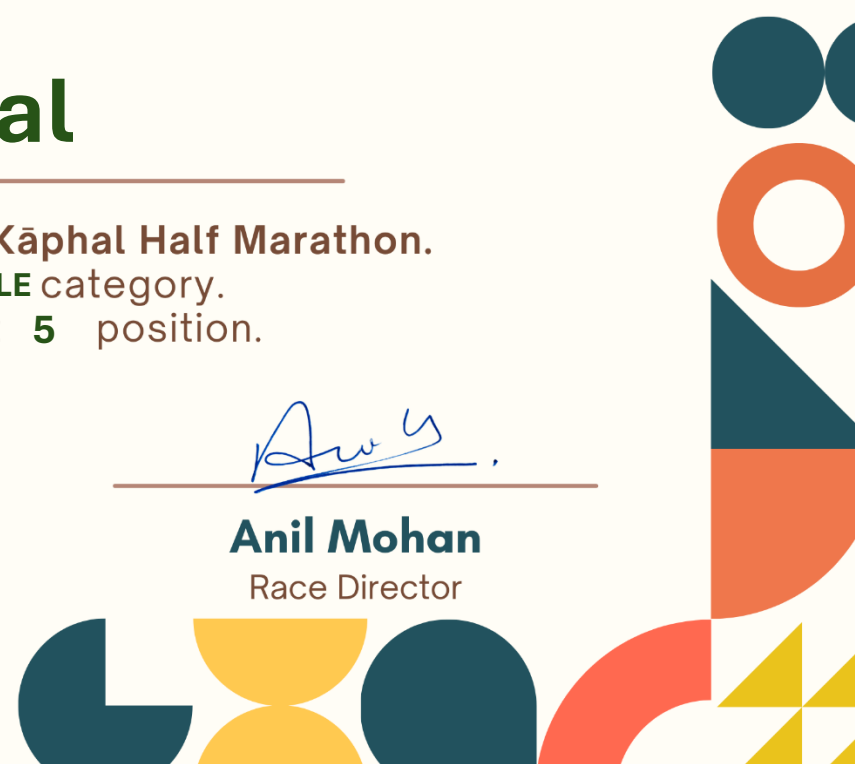 al
Kāphal Half Marathon.
LE category.
5 position.
Anil Mohan
Race Director